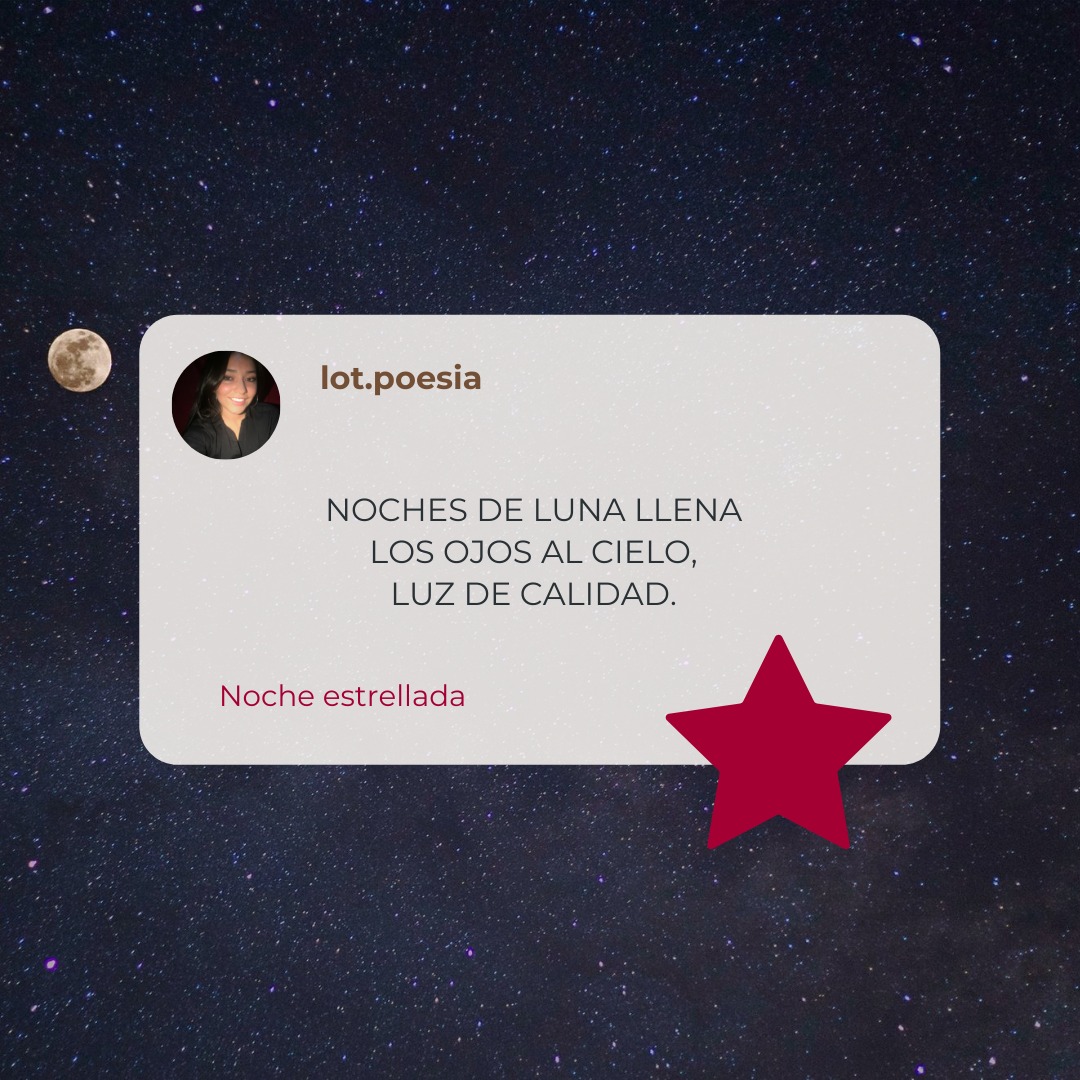 lot.poesia
NOCHES DE LUNA LLENA
LOS OJOS AL CIELO,
LUZ DE CALIDAD.
Noche estrellada